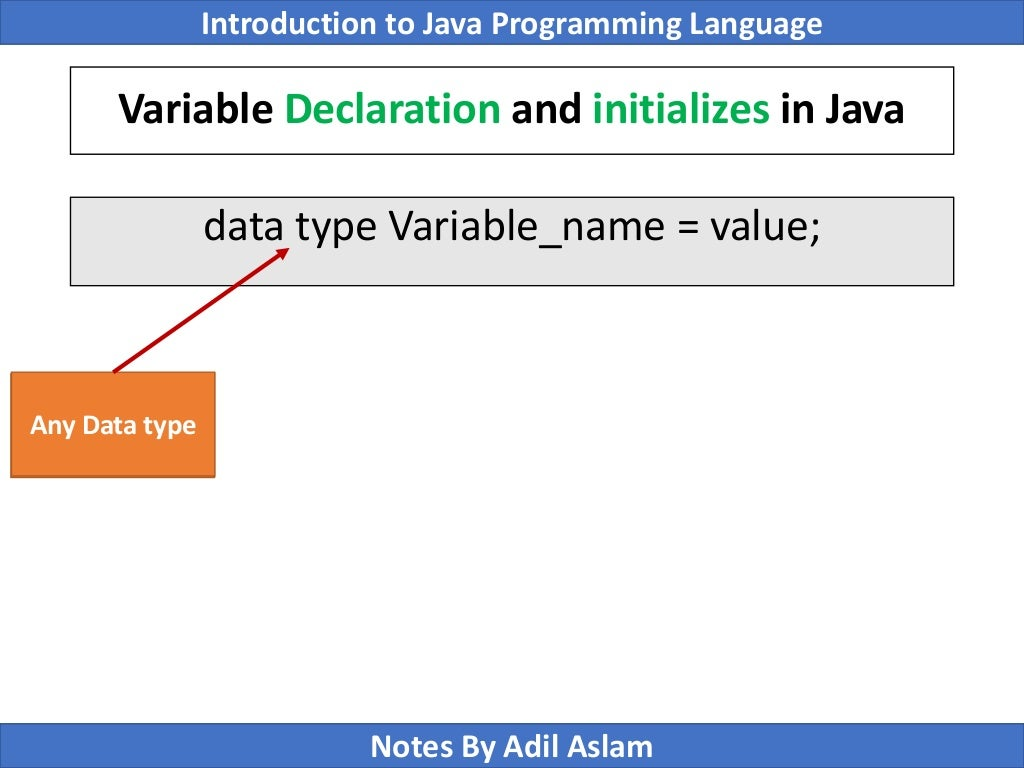 Introduction to Java Programming Language
Variable Declaration and initializes in Java
data type Variable_name = value;
Any Data type
Notes By Adil Aslam